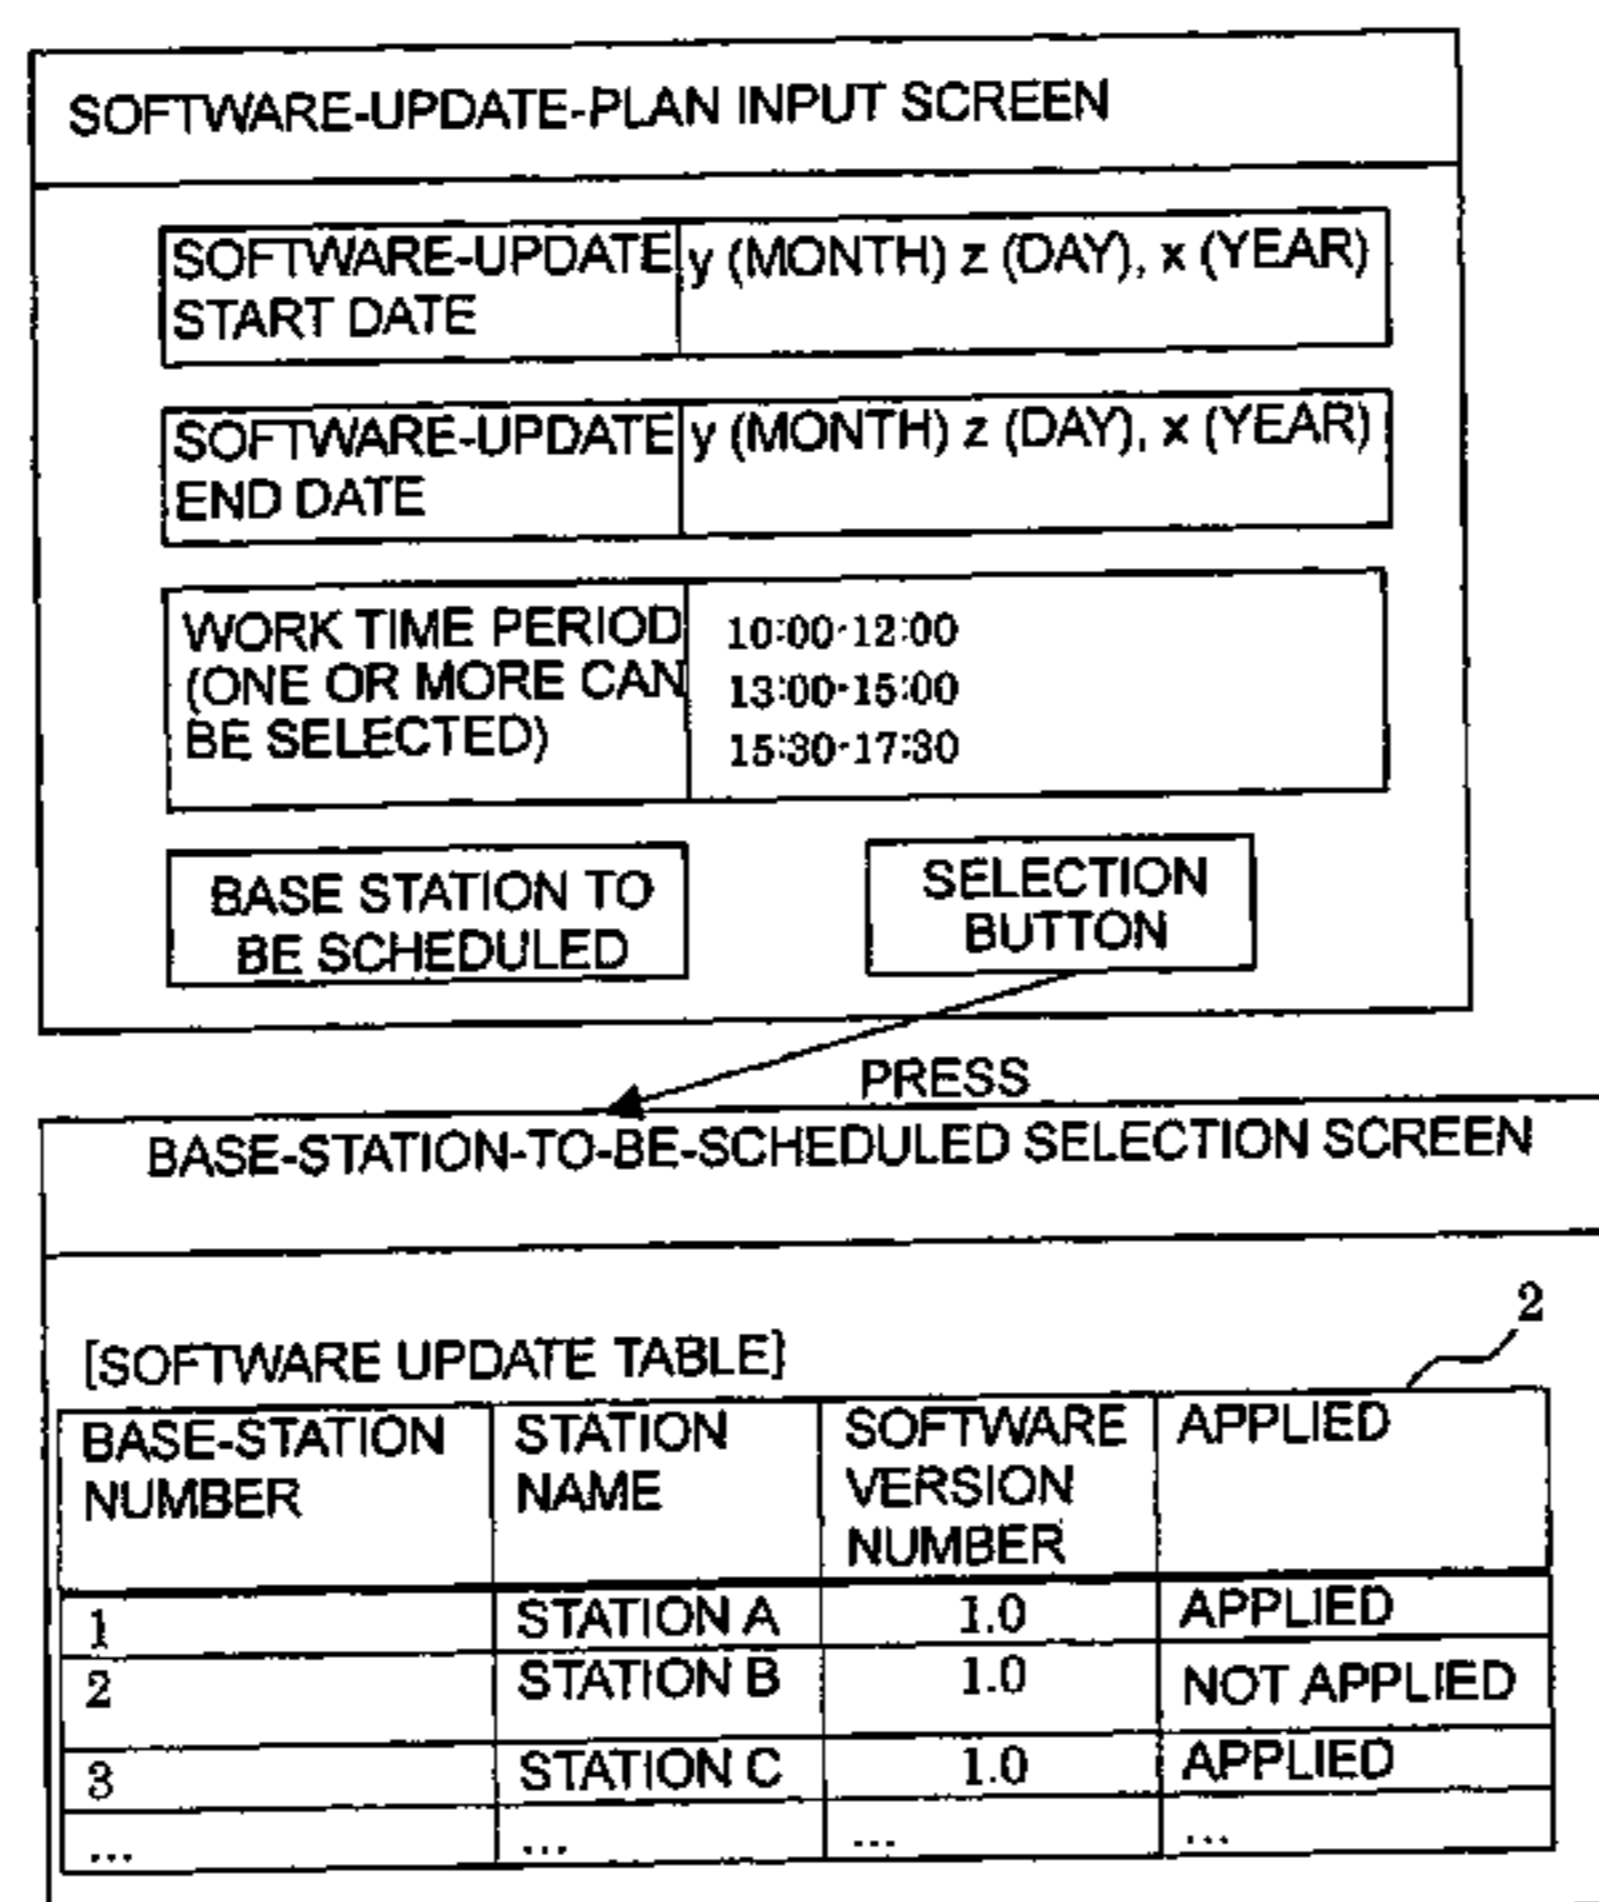 SOFTWARE-UPDATE-PLAN INPUT SCREEN
SOFTWARE-UPDATE
START DATE
y (MONTH) z (DAY), x (YEAR)
SOFTWARE-UPDATE
END DATE
y (MONTH) z (DAY), x (YEAR)
WORK TIME PERIOD
(ONE OR MORE CAN
BE SELECTED)
10:00-12:00
13:00-15:00
15:30-17:30
BASE STATION TO
BE SCHEDULED
SELECTION
BUTTON
PRESS
BASE-STATION-TO-BE-SCHEDULED SELECTION SCREEN
2
[SOFTWARE UPDATE TABLE]
BASE-STATION
NUMBER
STATION
NAME
SOFTWARE
VERSION
NUMBER
APPLIED
1 STATION A 1.0 APPLIED
2 STATION B 1.0 NOT APPLIED
3 STATION C 1.0 APPLIED
... ... ... ...